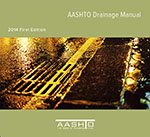 AASHTO Drainage Manual
2014 First Edition
AASHTO